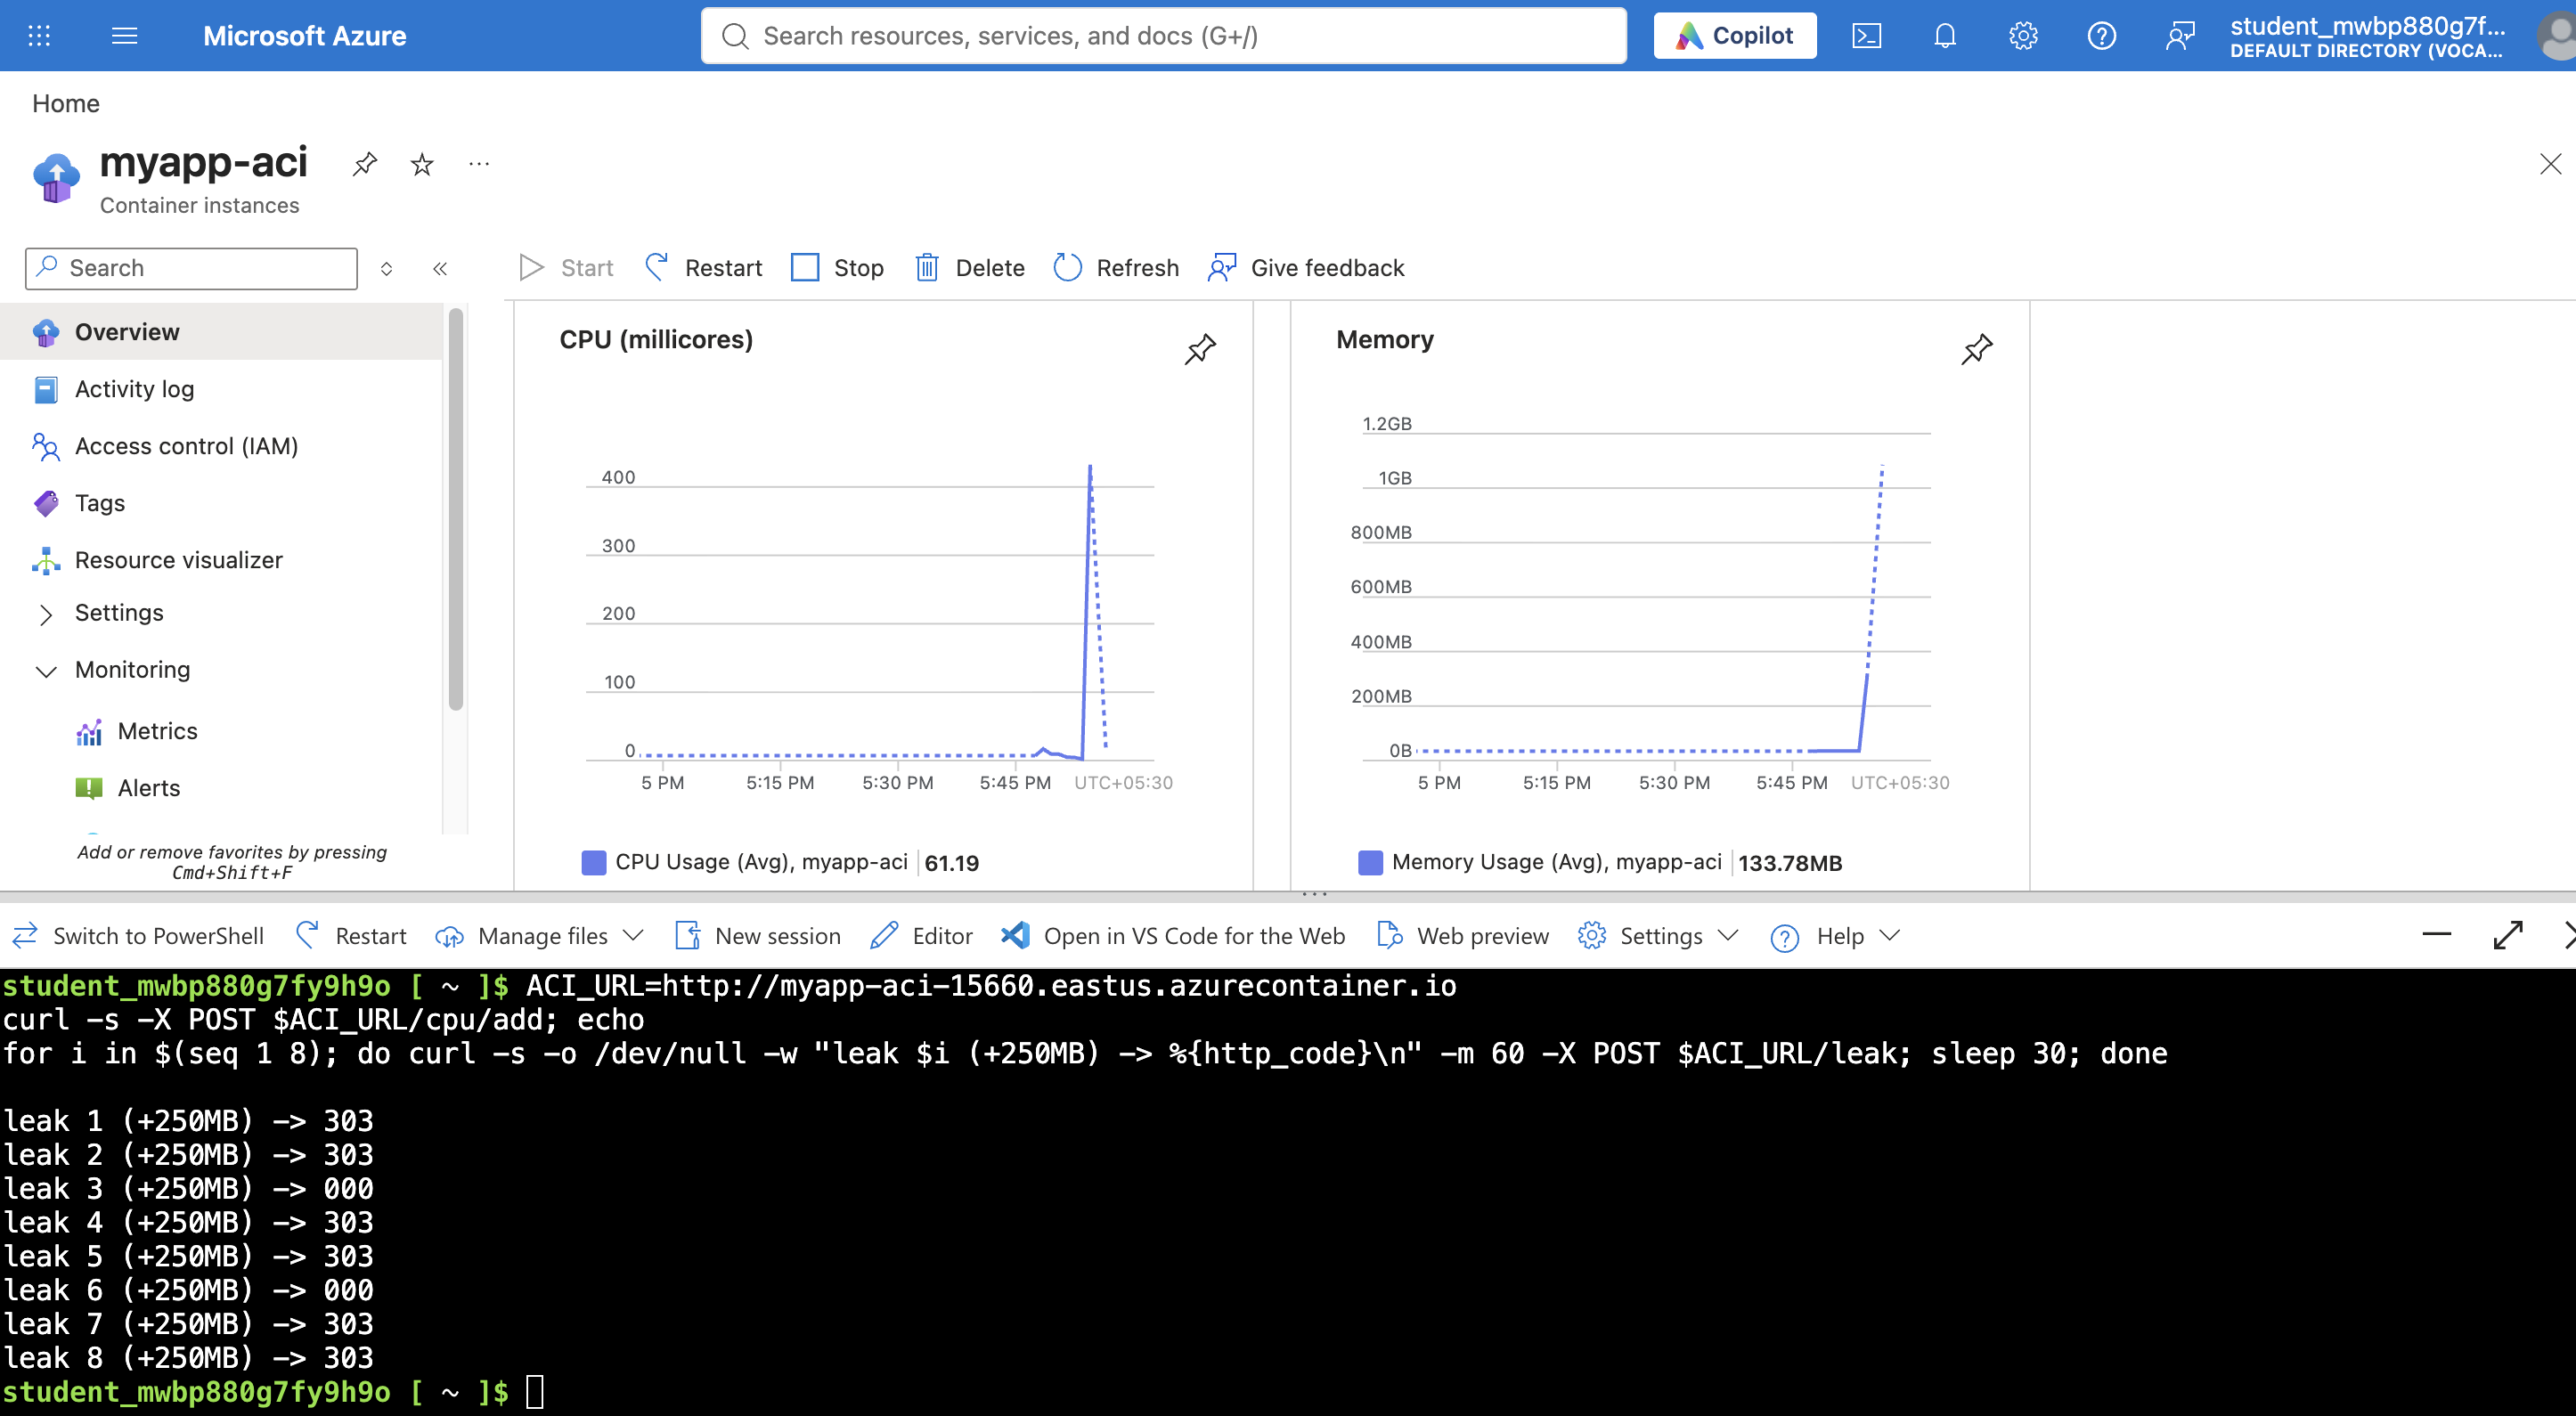 Microsoft Azure
Search resources, services, and docs (G+/)
Copilot
student_mwbp880g7f...
DEFAULT DIRECTORY (VOCA...
Home
myapp-aci
Container instances
Search
Start
Restart
Stop
Delete
Refresh
Give feedback
Overview
Activity log
Access control (IAM)
Tags
Resource visualizer
Settings
Monitoring
Metrics
Alerts
Add or remove favorites by pressing
Cmd+Shift+F
CPU (millicores)
400
300
200
100
0
5 PM
5:15 PM
5:30 PM
5:45 PM
UTC+05:30
CPU Usage (Avg), myapp-aci
61.19
Memory
1.2GB
1GB
800MB
600MB
400MB
200MB
0B
5 PM
5:15 PM
5:30 PM
5:45 PM
UTC+05:30
Memory Usage (Avg), myapp-aci
133.78MB
Switch to PowerShell
Restart
Manage files
New session
Editor
Open in VS Code for the Web
Web preview
Settings
Help
student_mwbp880g7fy9h9o [ ~ ]$ ACI_URL=http://myapp-aci-15660.eastus.azurecontainer.io
curl -s -X POST $ACI_URL/cpu/add; echo
for i in $(seq 1 8); do curl -s -o /dev/null -w "leak $i (+250MB) -> %{http_code}\n" -m 60 -X POST $ACI_URL/leak; sleep 30; done
leak 1 (+250MB) -> 303
leak 2 (+250MB) -> 303
leak 3 (+250MB) -> 000
leak 4 (+250MB) -> 303
leak 5 (+250MB) -> 303
leak 6 (+250MB) -> 000
leak 7 (+250MB) -> 303
leak 8 (+250MB) -> 303
student_mwbp880g7fy9h9o [ ~ ]$